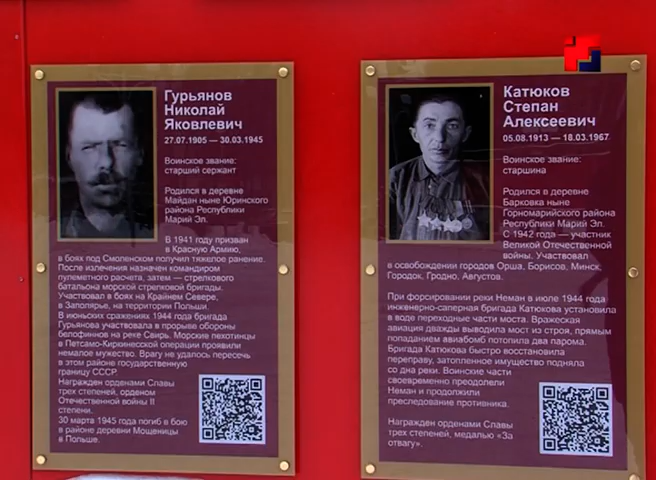 Гурьянов
Николай
Яковлевич
27.07.1905 — 30.03.1945
Воинское звание:
старший сержант
Родился в деревне
Майдан ныне Юринского
района Республики
Марий Эл.
В 1941 году призван
в Красную Армию,
в боях под Смоленском получил тяжелое ранение.
После излечения назначен командиром
пулеметного расчета, затем — стрелкового
батальона морской стрелковой бригады.
Участвовал в боях на Крайнем Севере,
в Заполярье, на территории Польши.
В июньских сражениях 1944 года бригада
Гурьянова участвовала в прорыве обороны
белофиннов на реке Свирь. Морские пехотинцы
в Петсамо-Киркинесской операции проявили
немалое мужество. Врагу не удалось пересечь
в этом районе государственную
границу СССР.
Награжден орденами Славы
трех степеней, орденом
Отечественной войны II
степени.
30 марта 1945 года погиб в бою
в районе деревни Мощеницы
в Польше.
Катюков
Степан
Алексеевич
05.08.1913 — 18.03.1967
Воинское звание:
старшина
Родился в деревне
Барковка ныне
Горномарийского района
Республики Марий Эл.
С 1942 года — участник
Великой Отечественной
войны. Участвовал
в освобождении городов Орша, Борисов, Минск,
Городок, Гродно, Августов.
При форсировании реки Неман в июле 1944 года
инженерно-саперная бригада Катюкова установила
в воде переходные части моста. Вражеская
авиация дважды выводила мост из строя, прямым
попаданием авиабомб потопила два парома.
Бригада Катюкова быстро восстановила
переправу, затопленное имущество подняла
со дна реки. Воинские части
своевременно преодолели
Неман и продолжили
преследование противника.
Награжден орденами Славы
трех степеней, медалью «За
отвагу».